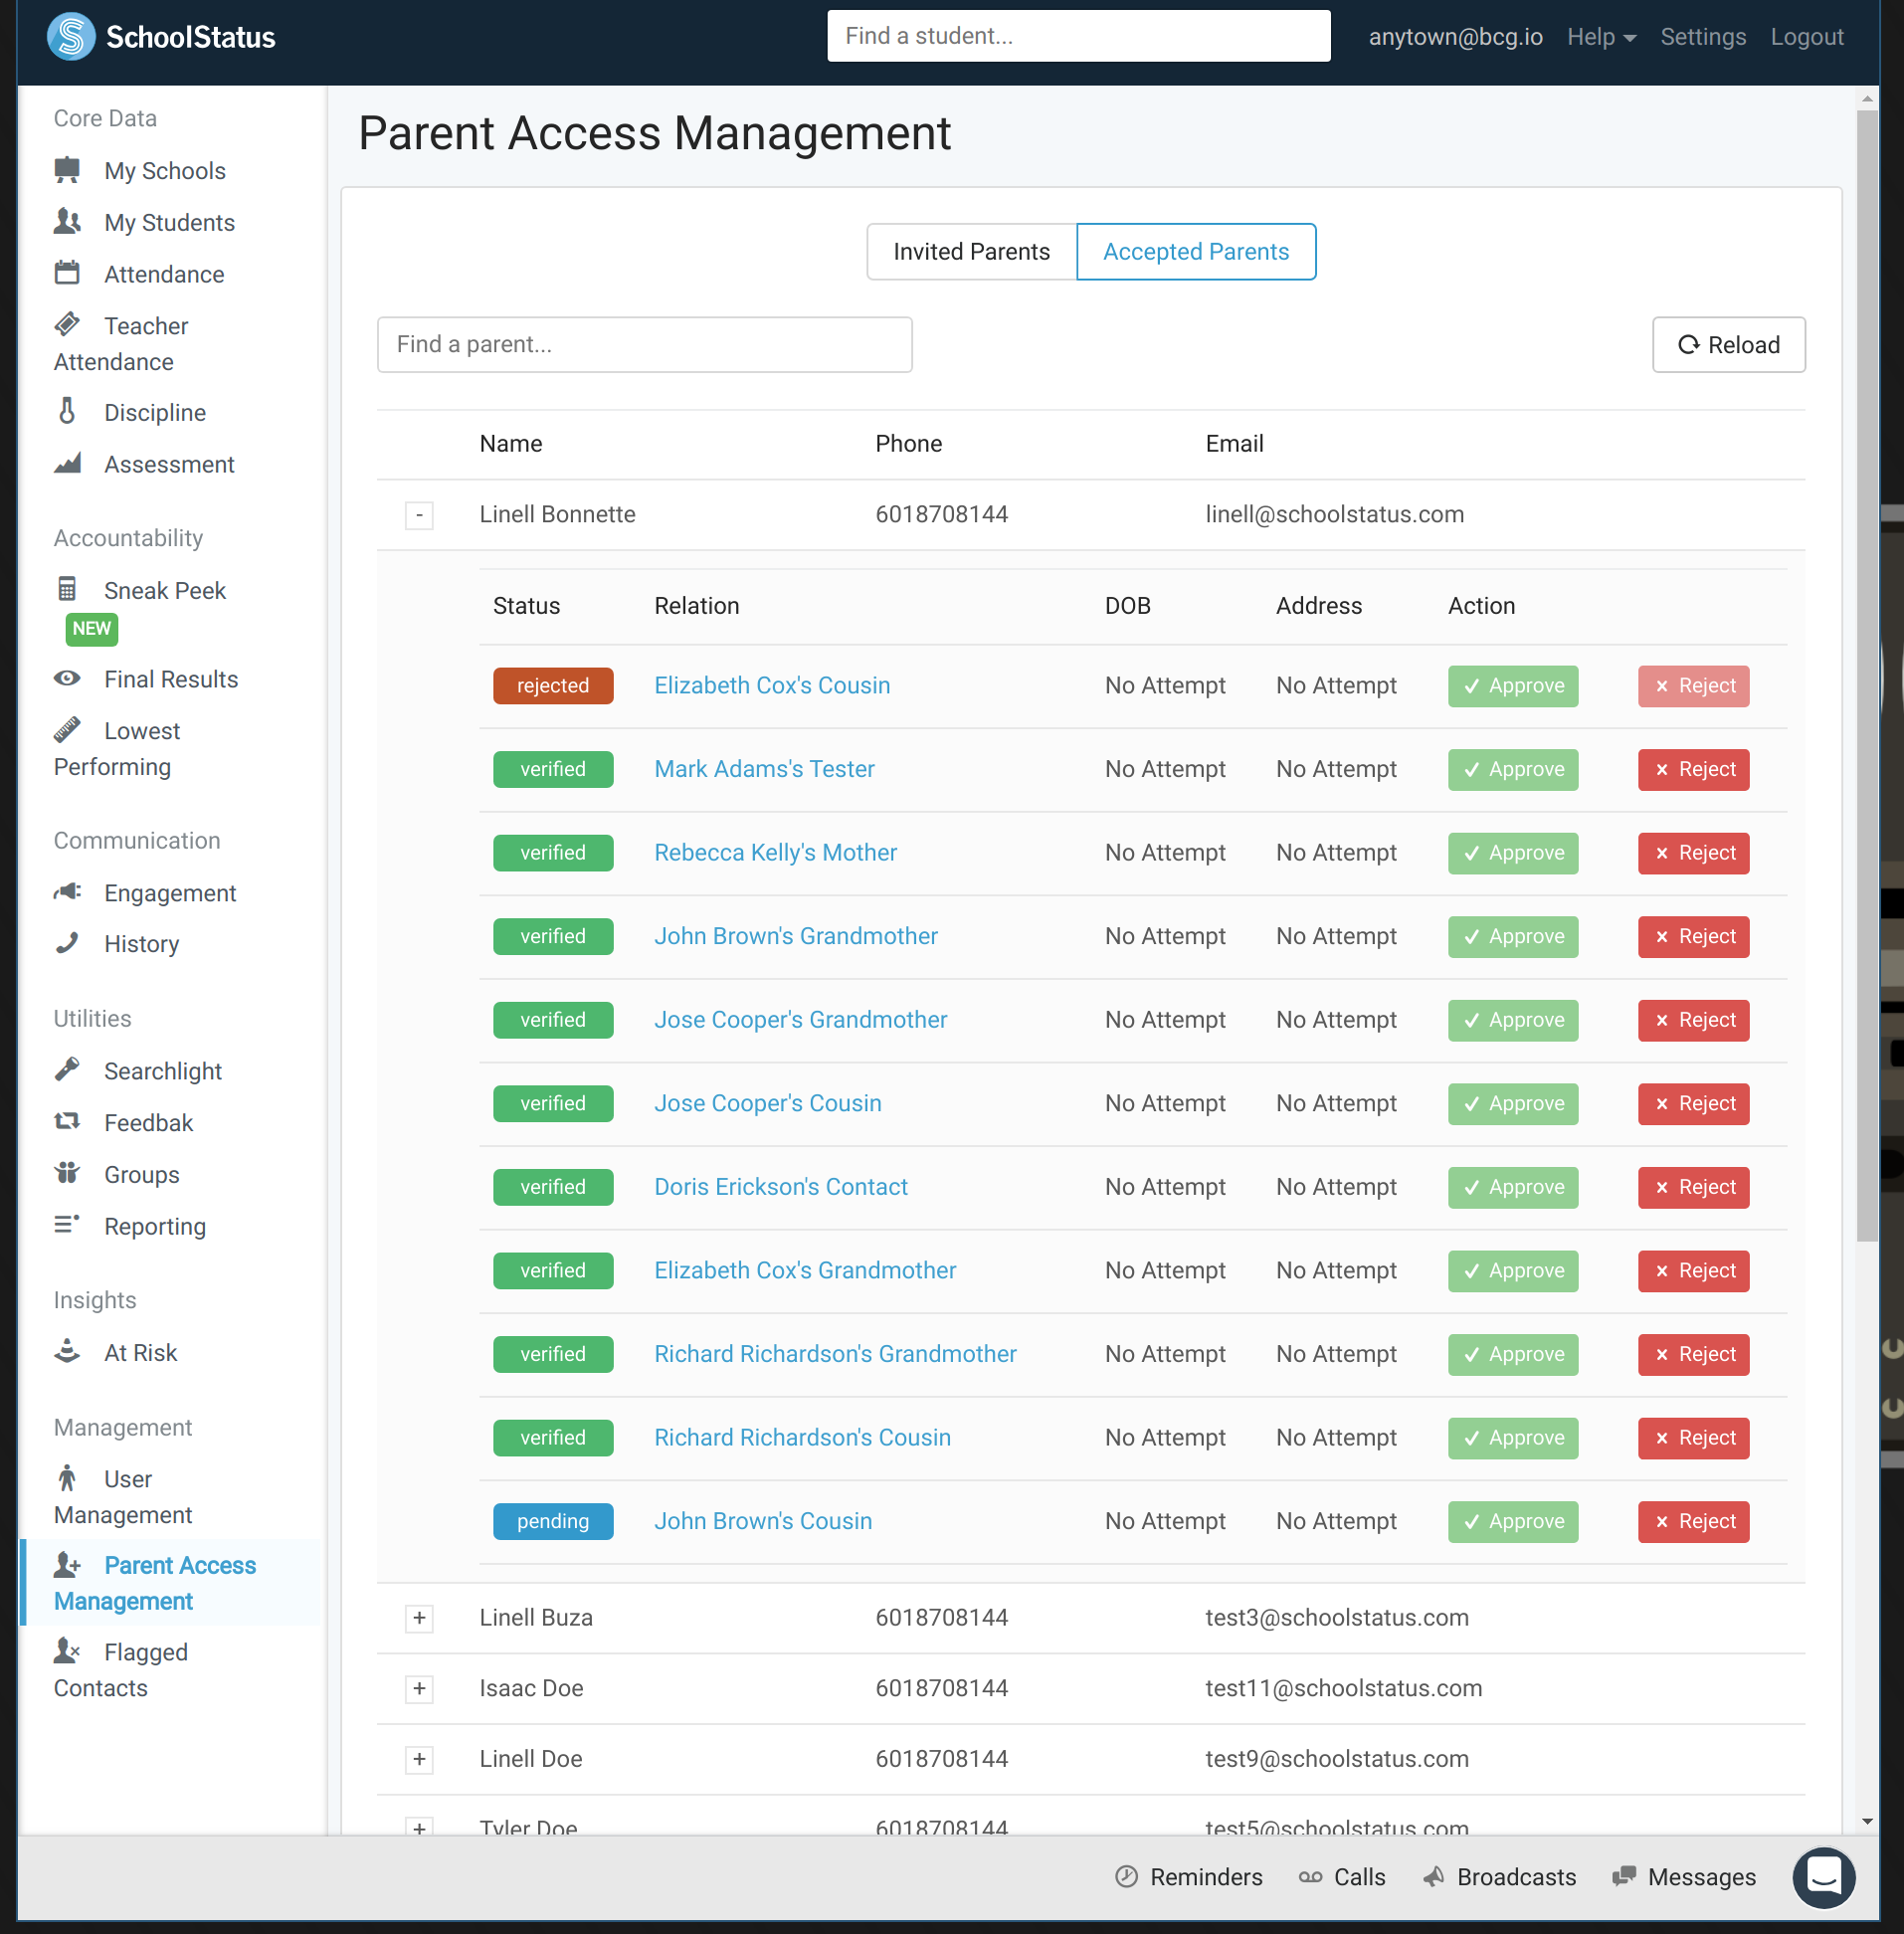 SchoolStatus
Find a student...
anytown@bcg.io Help Settings Logout
Core Data
My Schools
My Students
Attendance
Teacher
Attendance
Discipline
Assessment
Accountability
Sneak Peek
NEW
Final Results
Lowest
Performing
Communication
Engagement
History
Utilities
Searchlight
Feedbak
Groups
Reporting
Insights
At Risk
Management
User
Management
Parent Access
Management
Flagged
Contacts
Parent Access Management
Invited Parents Accepted Parents
Find a parent...
Reload
Name Phone Email
- Linell Bonnette 6018708144 linell@schoolstatus.com
Status Relation DOB Address Action
rejected Elizabeth Cox's Cousin No Attempt No Attempt Approve Reject
verified Mark Adams's Tester No Attempt No Attempt Approve Reject
verified Rebecca Kelly's Mother No Attempt No Attempt Approve Reject
verified John Brown's Grandmother No Attempt No Attempt Approve Reject
verified Jose Cooper's Grandmother No Attempt No Attempt Approve Reject
verified Jose Cooper's Cousin No Attempt No Attempt Approve Reject
verified Doris Erickson's Contact No Attempt No Attempt Approve Reject
verified Elizabeth Cox's Grandmother No Attempt No Attempt Approve Reject
verified Richard Richardson's Grandmother No Attempt No Attempt Approve Reject
verified Richard Richardson's Cousin No Attempt No Attempt Approve Reject
pending John Brown's Cousin No Attempt No Attempt Approve Reject
+ Linell Buza 6018708144 test3@schoolstatus.com
+ Isaac Doe 6018708144 test11@schoolstatus.com
+ Linell Doe 6018708144 test9@schoolstatus.com
+ Tyler Doe 6018708144 test5@schoolstatus.com
Reminders Calls Broadcasts Messages